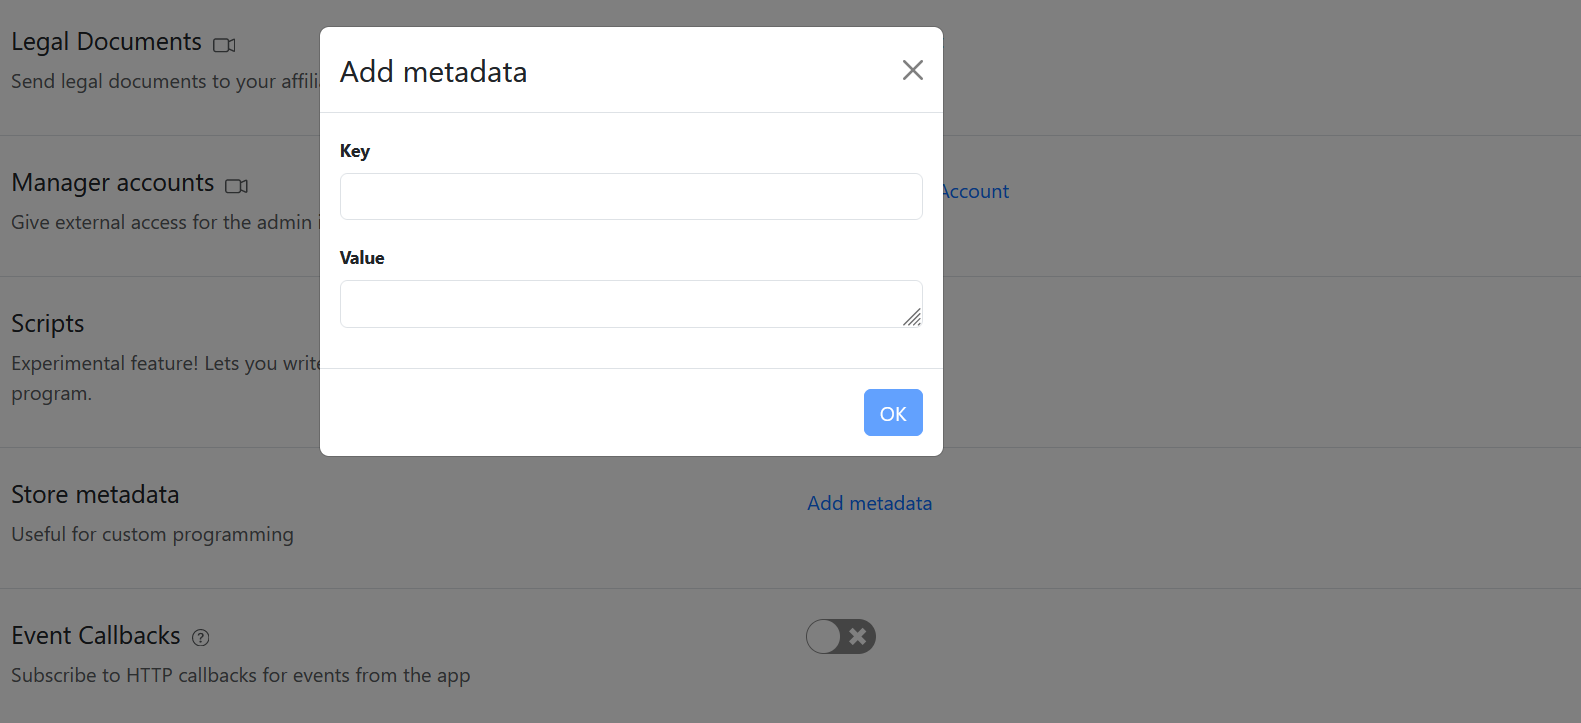 Legal Documents
Send legal documents to your affili
Add metadata
Key
Manager accounts
Account
Give external access for the admin
Value
Scripts
Experimental feature! Lets you write
program.
OK
Store metadata
Add metadata
Useful for custom programming
Event Callbacks ?
Subscribe to HTTP callbacks for events from the app